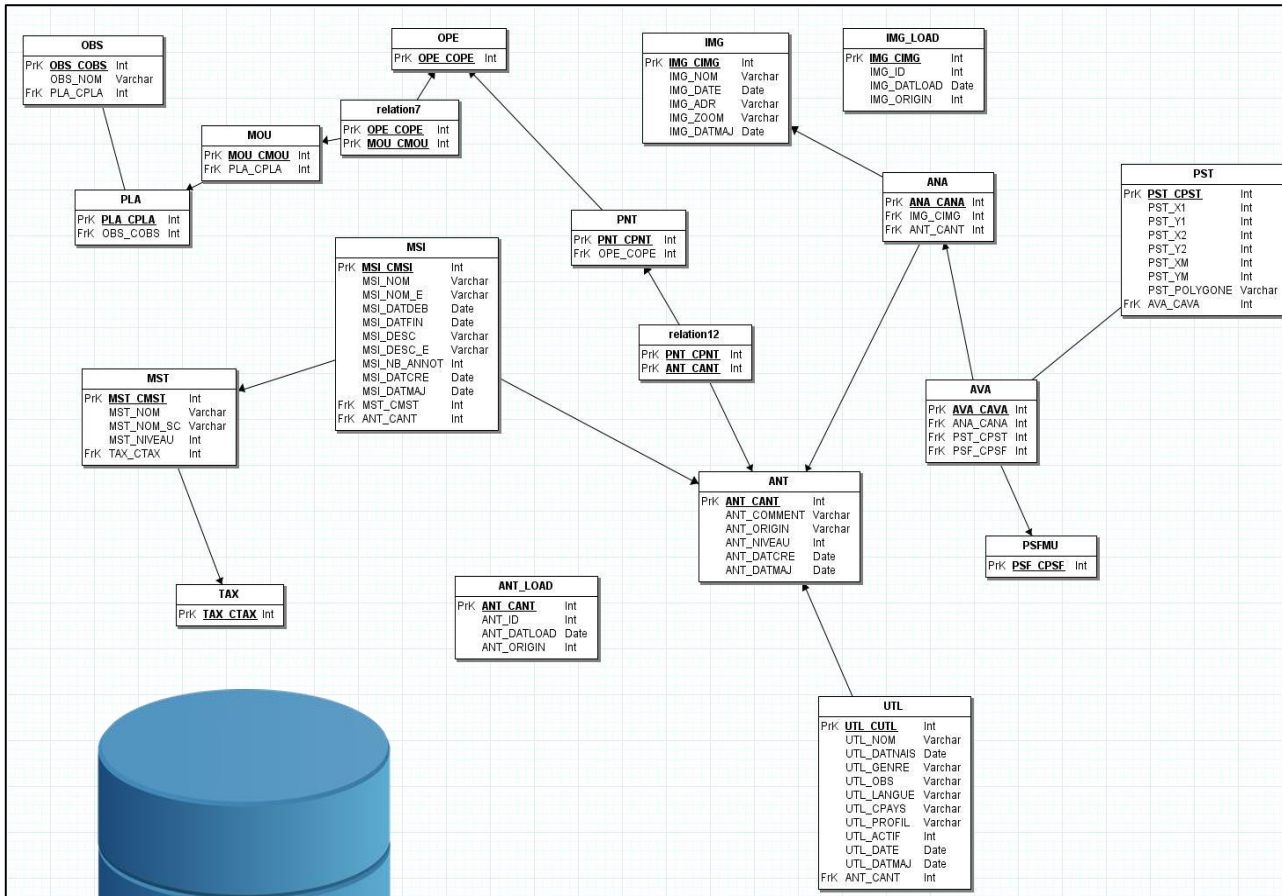 OBS
PrK OBS_COBS Int
OBS_NOM Varchar
FrK PLA_CPLA Int
OPE
PrK OPE_COPE Int
IMG
PrK IMG_CIMG Int
IMG_NOM Varchar
IMG_DATE Date
IMG_ADR Varchar
IMG_ZOOM Varchar
IMG_DATMAJ Date
IMG_LOAD
PrK IMG_CIMG Int
IMG_ID Int
IMG_DATLOAD Date
IMG_ORIGIN Int
relation7
PrK OPE_COPE Int
PrK MOU_CMOU Int
MOU
PrK MOU_CMOU Int
FrK PLA_CPLA Int
PLA
PrK PLA_CPLA Int
FrK OBS_COBS Int
PNT
PrK PNT_CPNT Int
FrK OPE_COPE Int
ANA
PrK ANA_CANA Int
FrK IMG_CIMG Int
FrK ANT_CANT Int
PST
PrK PST_CPST Int
PST_X1 Int
PST_Y1 Int
PST_X2 Int
PST_Y2 Int
PST_XM Int
PST_YM Int
PST_POLYGONE Varchar
FrK AVA_CAVA Int
MSI
PrK MSI_CMSI Int
MSI_NOM Varchar
MSI_NOM_E Varchar
MSI_DATDEB Date
MSI_DATFIN Date
MSI_DESC Varchar
MSI_DESC_E Varchar
MSI_NB_ANNOT Int
MSI_DATCRE Date
MSI_DATMAJ Date
FrK MST_CMST Int
FrK ANT_CANT Int
relation12
PrK PNT_CPNT Int
PrK ANT_CANT Int
MST
PrK MST_CMST Int
MST_NOM Varchar
MST_NOM_SC Varchar
MST_NIVEAU Int
FrK TAX_CTAX Int
AVA
PrK AVA_CAVA Int
FrK ANA_CANA Int
FrK PST_CPST Int
FrK PSF_CPSF Int
ANT
PrK ANT_CANT Int
ANT_COMMENT Varchar
ANT_ORIGIN Varchar
ANT_NIVEAU Int
ANT_DATCRE Date
ANT_DATMAJ Date
PSFMU
PrK PSF_CPSF Int
TAX
PrK TAX_CTAX Int
ANT_LOAD
PrK ANT_CANT Int
ANT_ID Int
ANT_DATLOAD Date
ANT_ORIGIN Int
UTL
PrK UTL_CUTL Int
UTL_NOM Varchar
UTL_DATNAIS Date
UTL_GENRE Varchar
UTL_OBS Varchar
UTL_LANGUE Varchar
UTL_CPAYS Varchar
UTL_PROFIL Varchar
UTL_ACTIF Int
UTL_DATE Date
UTL_DATMAJ Date
FrK ANT_CANT Int